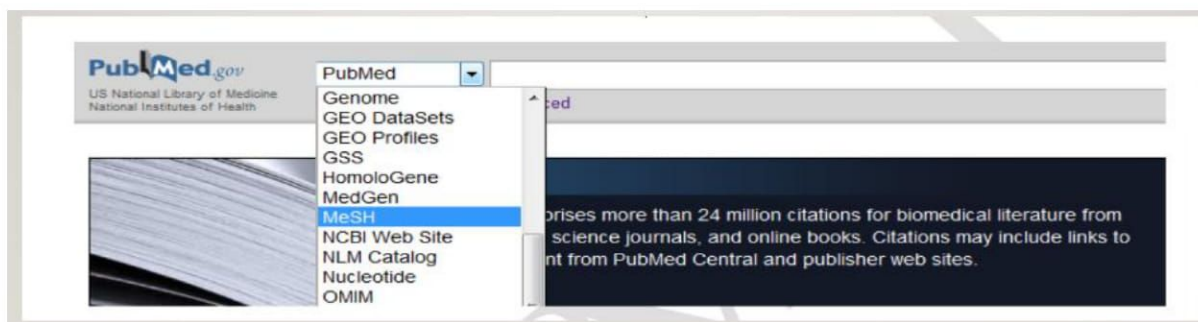 PubMed.gov
US National Library of Medicine
National Institutes of Health
PubMed
Genome
GEO DataSets
GEO Profiles
GSS
HomoloGene
MedGen
MeSH
NCBI Web Site
NLM Catalog
Nucleotide
OMIM
ced
prises more than 24 million citations for biomedical literature from
science journals, and online books. Citations may include links to
nt from PubMed Central and publisher web sites.